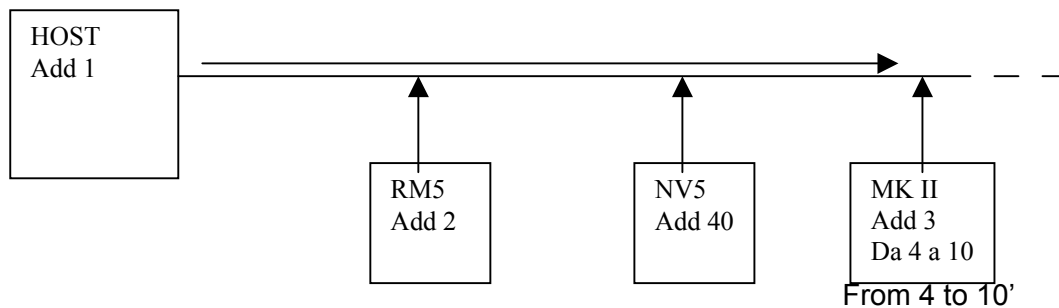 HOST
Add 1
RM5
Add 2
NV5
Add 40
MK II
Add 3
Da 4 a 10
From 4 to 10’